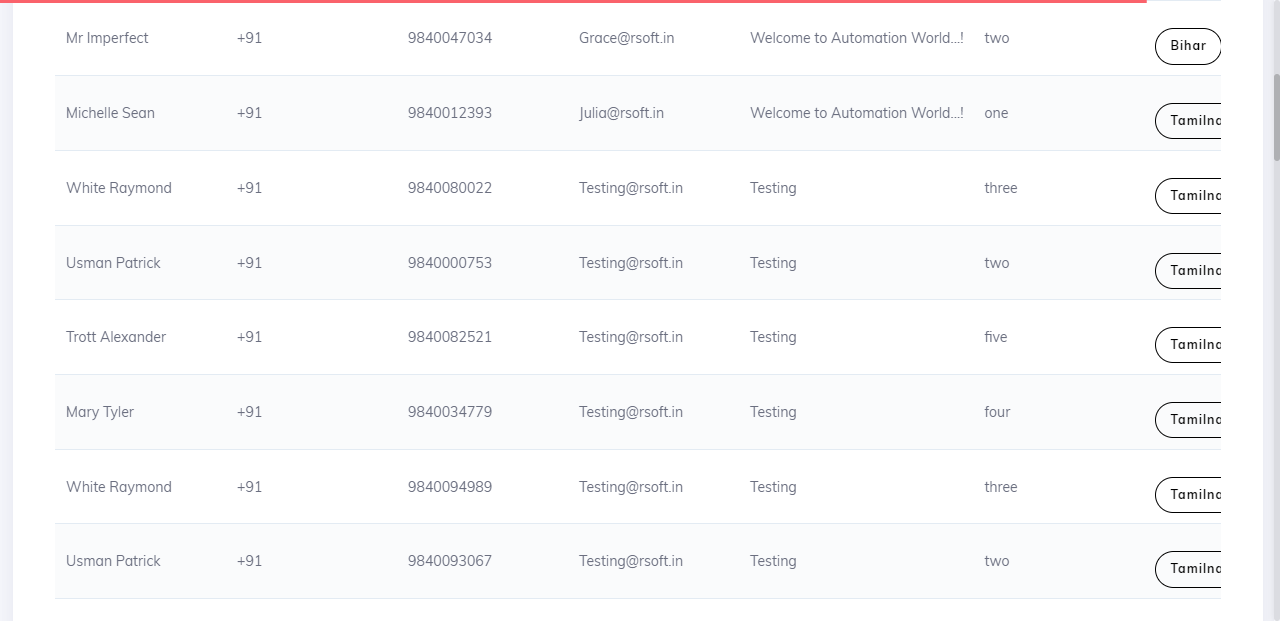 Mr Imperfect +91 9840047034 Grace@rsoft.in Welcome to Automation World...! two Bihar
Michelle Sean +91 9840012393 Julia@rsoft.in Welcome to Automation World...! one Tamilna
White Raymond +91 9840080022 Testing@rsoft.in Testing three Tamilna
Usman Patrick +91 9840000753 Testing@rsoft.in Testing two Tamilna
Trott Alexander +91 9840082521 Testing@rsoft.in Testing five Tamilna
Mary Tyler +91 9840034779 Testing@rsoft.in Testing four Tamilna
White Raymond +91 9840094989 Testing@rsoft.in Testing three Tamilna
Usman Patrick +91 9840093067 Testing@rsoft.in Testing two Tamilna